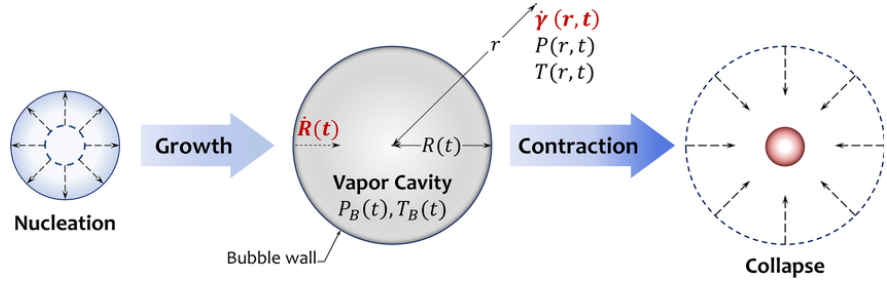 Nucleation
Growth
Ṙ(t)
R(t)
Vapor Cavity
P_B(t), T_B(t)
Bubble wall
r
γ̇ (r, t)
P(r, t)
T(r, t)
Contraction
Collapse